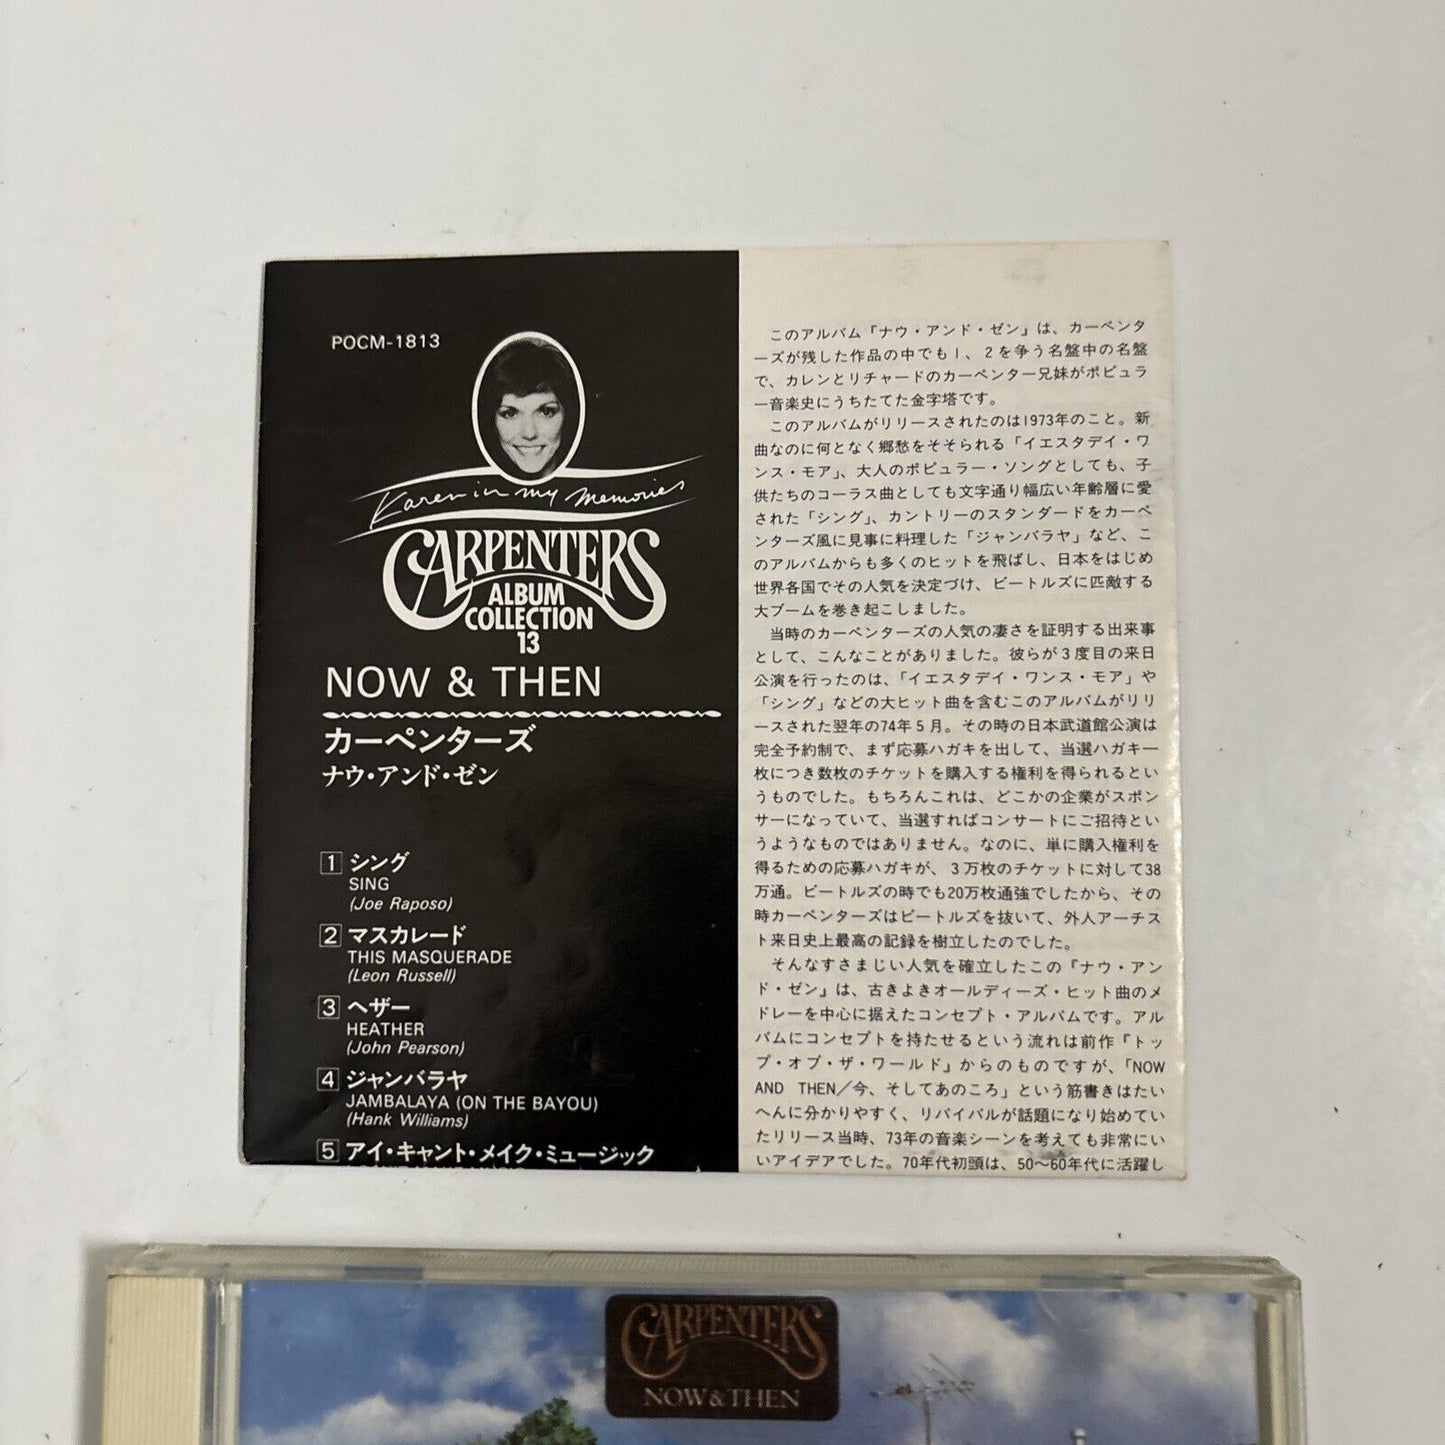 POCM-1813
Karen in my Memories
CARPENTERS
ALBUM
COLLECTION
13
NOW & THEN
カーペンターズ
ナウ・アンド・ゼン
1 シング
SING
(Joe Raposo)
2 マスカレード
THIS MASQUERADE
(Leon Russell)
3 ヘザー
HEATHER
(John Pearson)
4 ジャンバラヤ
JAMBALAYA (ON THE BAYOU)
(Hank Williams)
5 アイ・キャント・メイク・ミュージック
このアルバム『ナウ・アンド・ゼン』は、カーペンタ
ーズが残した作品の中でも1、2を争う名盤中の名盤
で、カレンとリチャードのカーペンター兄妹がポピュラ
ー音楽史にうちたてた金字塔です。
このアルバムがリリースされたのは1973年のこと。新
曲なのに何となく郷愁をそそられる「イエスタデイ・ワ
ンス・モア」、大人のポピュラー・ソングとしても、子
供たちのコーラス曲としても文字通り幅広い年齢層に愛
された「シング」、カントリーのスタンダードをカーペ
ンターズ風に見事に料理した「ジャンバラヤ」など、こ
のアルバムからも多くのヒットを飛ばし、日本をはじめ
世界各国でその人気を決定づけ、ビートルズに匹敵する
大ブームを巻き起こしました。
当時のカーペンターズの人気の凄さを証明する出来事
として、こんなことがありました。彼らが3度目の来日
公演を行ったのは、「イエスタデイ・ワンス・モア」や
「シング」などの大ヒット曲を含むこのアルバムがリリ
ースされた翌年の74年5月。その時の日本武道館公演は
完全予約制で、まず応募ハガキを出して、当選ハガキ一
枚につき数枚のチケットを購入する権利を得られるとい
うものでした。もちろんこれは、どこかの企業がスポン
サーになっていて、当選すればコンサートにご招待とい
うようなものではありません。なのに、単に購入権利を
得るための応募ハガキが、3万枚のチケットに対して38
万通。ビートルズの時でも20万枚通強でしたから、その
時カーペンターズはビートルズを抜いて、外人アーチス
ト来日史上最高の記録を樹立したのでした。
そんなすさまじい人気を確立したこの『ナウ・アン
ド・ゼン』は、古きよきオールディーズ・ヒット曲のメ
ドレーを中心に据えたコンセプト・アルバムです。アル
バムにコンセプトを持たせるという流れは前作『トッ
プ・オブ・ザ・ワールド』からのものですが、「NOW
AND THEN／今、そしてあのころ」という筋書きはたい
へんに分かりやすく、リバイバルが話題になり始めてい
たリリース当時、73年の音楽シーンを考えても非常にい
いアイデアでした。70年代初頭は、50〜60年代に活躍し
CARPENTERS
NOW & THEN